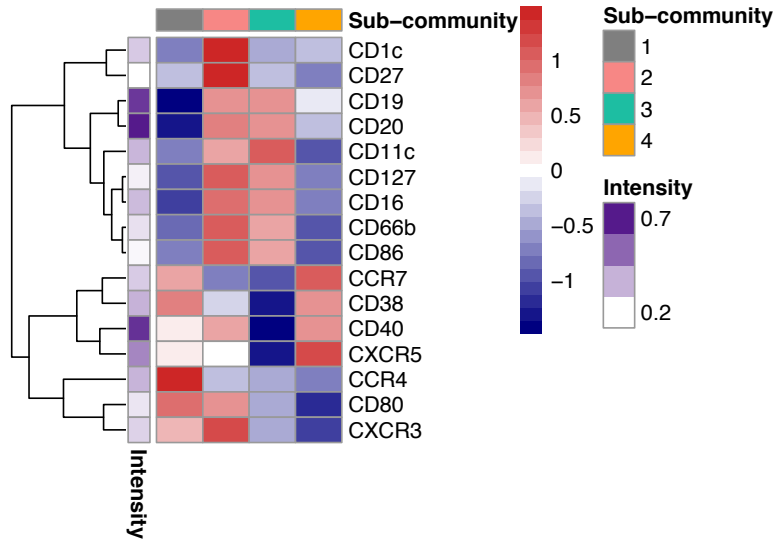 Sub−community
CD1c
CD27
CD19
CD20
CD11c
CD127
CD16
CD66b
CD86
CCR7
CD38
CD40
CXCR5
CCR4
CD80
CXCR3
Intensity
1
0.5
0
−0.5
−1
Sub−community
1
2
3
4
Intensity
0.7
0.2